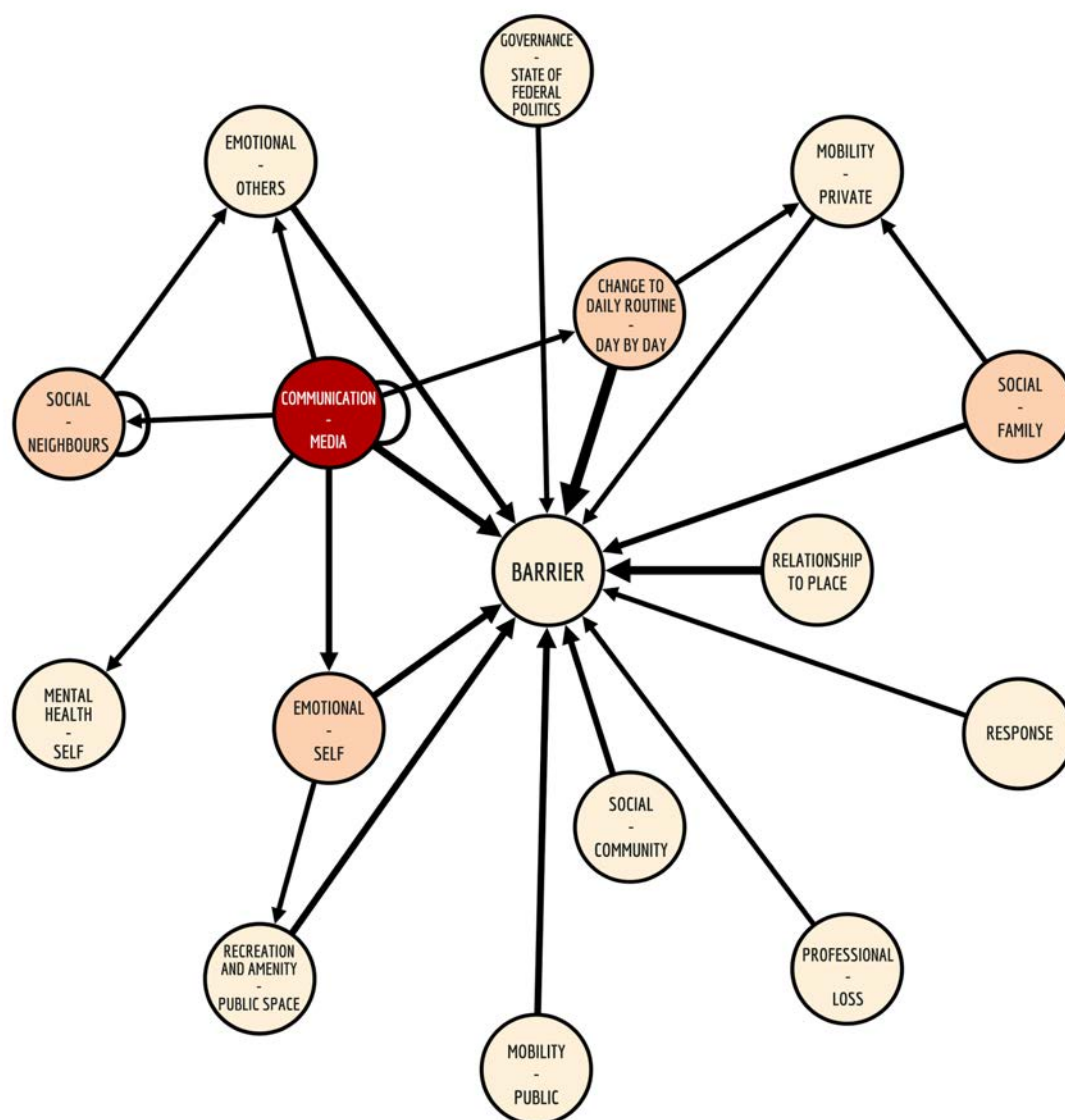 GOVERNANCE
-
STATE OF
FEDERAL
POLITICS
EMOTIONAL
-
OTHERS
MOBILITY
-
PRIVATE
CHANGE TO
DAILY ROUTINE
-
DAY BY DAY
SOCIAL
-
NEIGHBOURS
COMMUNICATION
-
MEDIA
SOCIAL
-
FAMILY
BARRIER
RELATIONSHIP
TO PLACE
MENTAL
HEALTH
-
SELF
EMOTIONAL
-
SELF
RESPONSE
SOCIAL
-
COMMUNITY
RECREATION
AND AMENITY
-
PUBLIC SPACE
PROFESSIONAL
-
LOSS
MOBILITY
-
PUBLIC